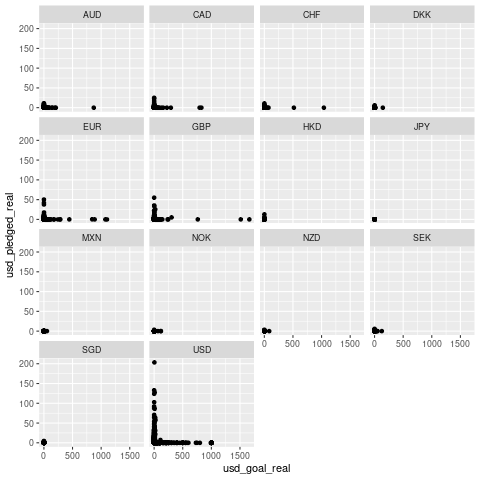 AUD CAD CHF DKK
200
150
100
50
0
EUR GBP HKD JPY
200
150
100
50
0
MXN NOK NZD SEK
200
150
100
50
0
0 500 1000 1500 0 500 1000 1500
SGD USD
200
150
100
50
0
0 500 1000 1500 0 500 1000 1500
usd_goal_real
usd_pledged_real